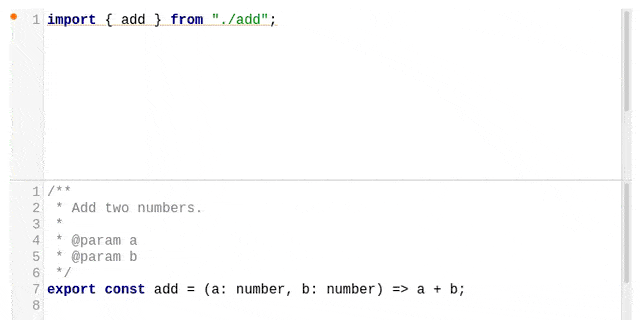 1 import { add } from "./add";
1 /**
2  * Add two numbers.
3  *
4  * @param a
5  * @param b
6  */
7 export const add = (a: number, b: number) => a + b;
8